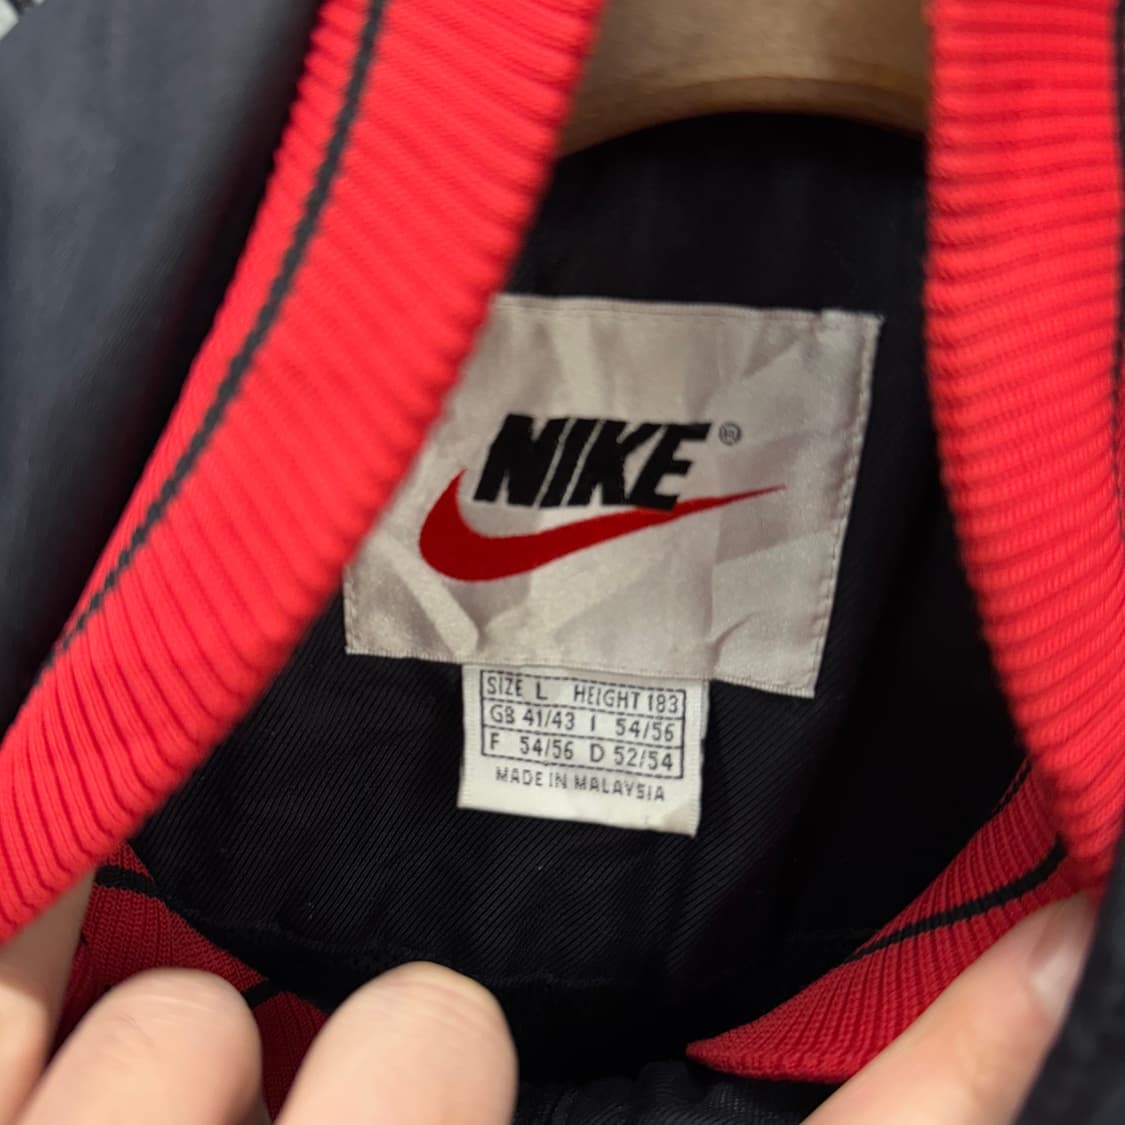 NIKE®
SIZE L HEIGHT 183
GB 41/43 I 54/56
F 54/56 D 52/54
MADE IN MALAYSIA